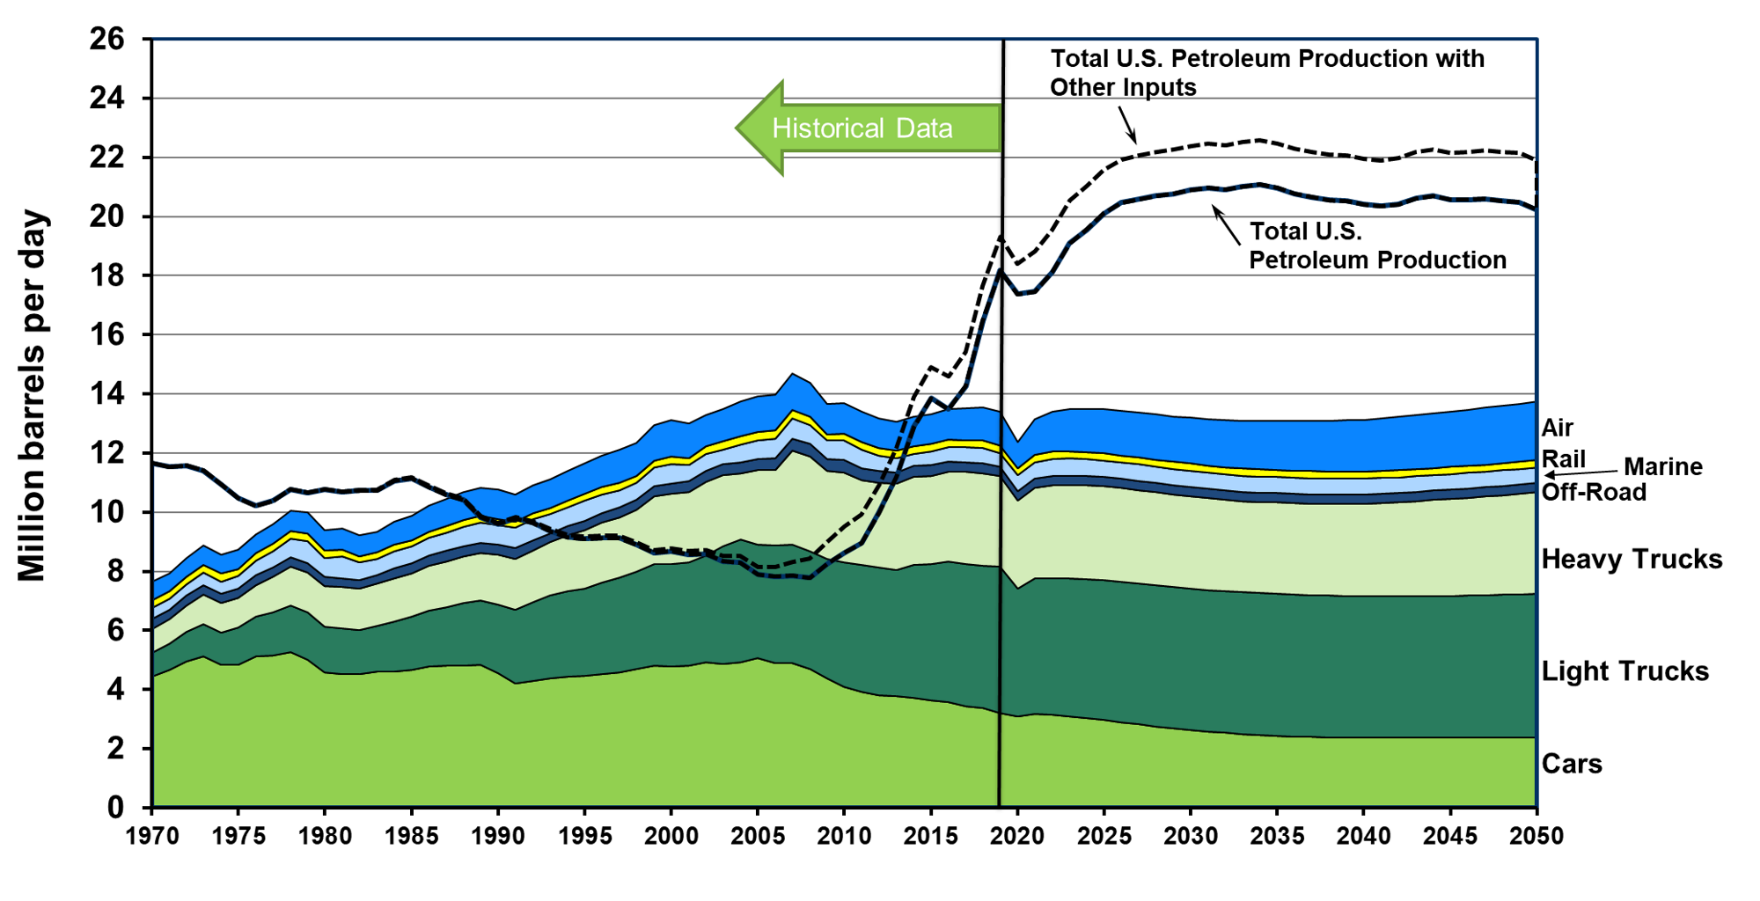 26
Total U.S. Petroleum Production with
Other Inputs
24
Historical Data
22
20
Total U.S.
Petroleum Production
18
16
14
Air
12
Rail
Marine
Off-Road
10
Heavy Trucks
8
6
Light Trucks
4
2
Cars
0
Million barrels per day
1970 1975 1980 1985 1990 1995 2000 2005 2010 2015 2020 2025 2030 2035 2040 2045 2050